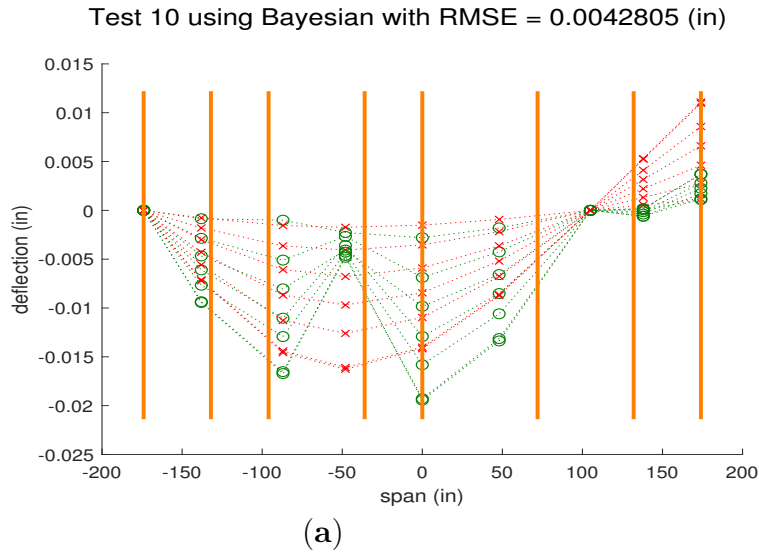 Test 10 using Bayesian with RMSE = 0.0042805 (in)
0.015
0.01
0.005
0
-0.005
-0.01
-0.015
-0.02
-0.025
deflection (in)
-200 -150 -100 -50 0 50 100 150 200
span (in)
(a)